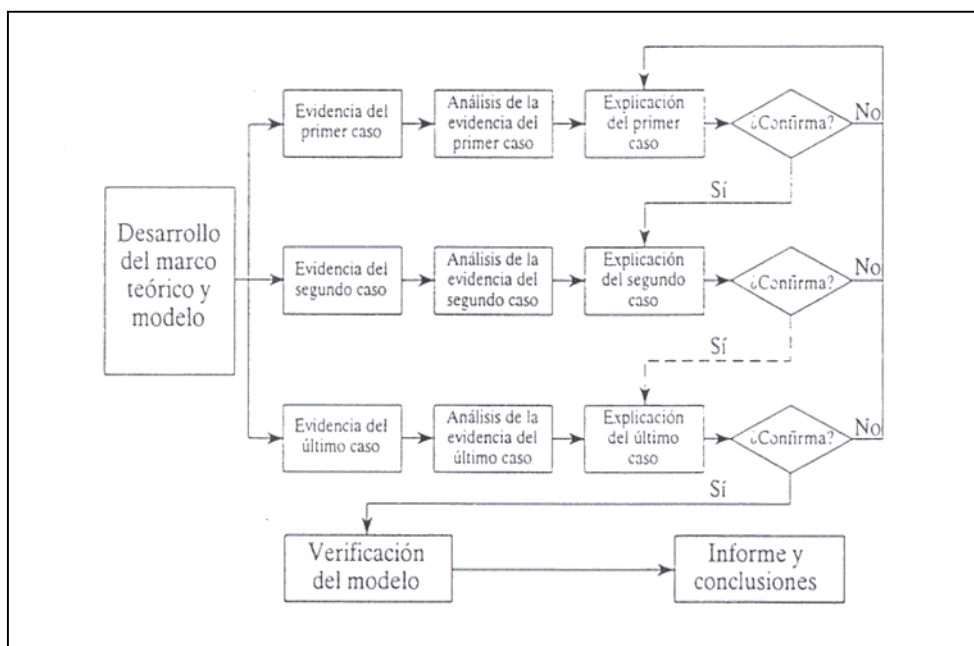 Evidencia del
primer caso
Análisis de la
evidencia del
primer caso
Explicación
del primer
caso
¿Confirma?
No
Sí
Desarrollo
del marco
teórico y
modelo
Evidencia del
segundo caso
Análisis de la
evidencia del
segundo caso
Explicación
del segundo
caso
¿Confirma?
No
Sí
Evidencia del
último caso
Análisis de la
evidencia del
último caso
Explicación
del último
caso
¿Confirma?
No
Sí
Verificación
del modelo
Informe y
conclusiones